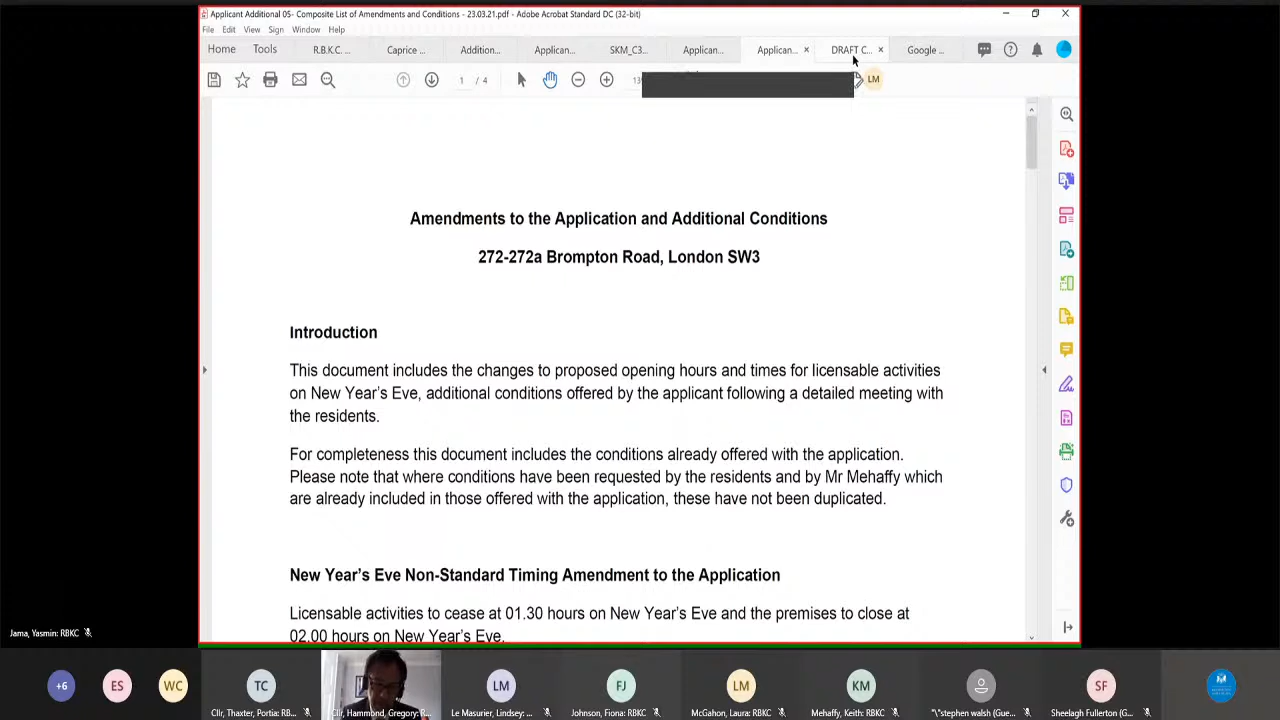 Applicant Additional 05- Composite List of Amendments and Conditions - 23.03.21.pdf - Adobe Acrobat Standard DC (32-bit)
File Edit View Sign Window Help
Home Tools R.B.K.C. ... Caprice ... Addition... Applican... SKM_C3... Applican... Applican... × DRAFT C... × Google ...
1 / 4
LM
Amendments to the Application and Additional Conditions
272-272a Brompton Road, London SW3
Introduction
This document includes the changes to proposed opening hours and times for licensable activities
on New Year's Eve, additional conditions offered by the applicant following a detailed meeting with
the residents.
For completeness this document includes the conditions already offered with the application.
Please note that where conditions have been requested by the residents and by Mr Mehaffy which
are already included in those offered with the application, these have not been duplicated.
New Year's Eve Non-Standard Timing Amendment to the Application
Licensable activities to cease at 01.30 hours on New Year's Eve and the premises to close at
02.00 hours on New Year's Eve.
Jama, Yasmin: RBKC
+6 ES WC TC LM FJ LM KM SF
Cllr, Thaxter, Portia: RB... Cllr, Hammond, Gregory: R... Le Masurier, Lindsey: ... Johnson, Fiona: RBKC McGahon, Laura: RBKC Mehaffy, Keith: RBKC "\"stephen walsh (Gue... Sheelagh Fullerton (G...